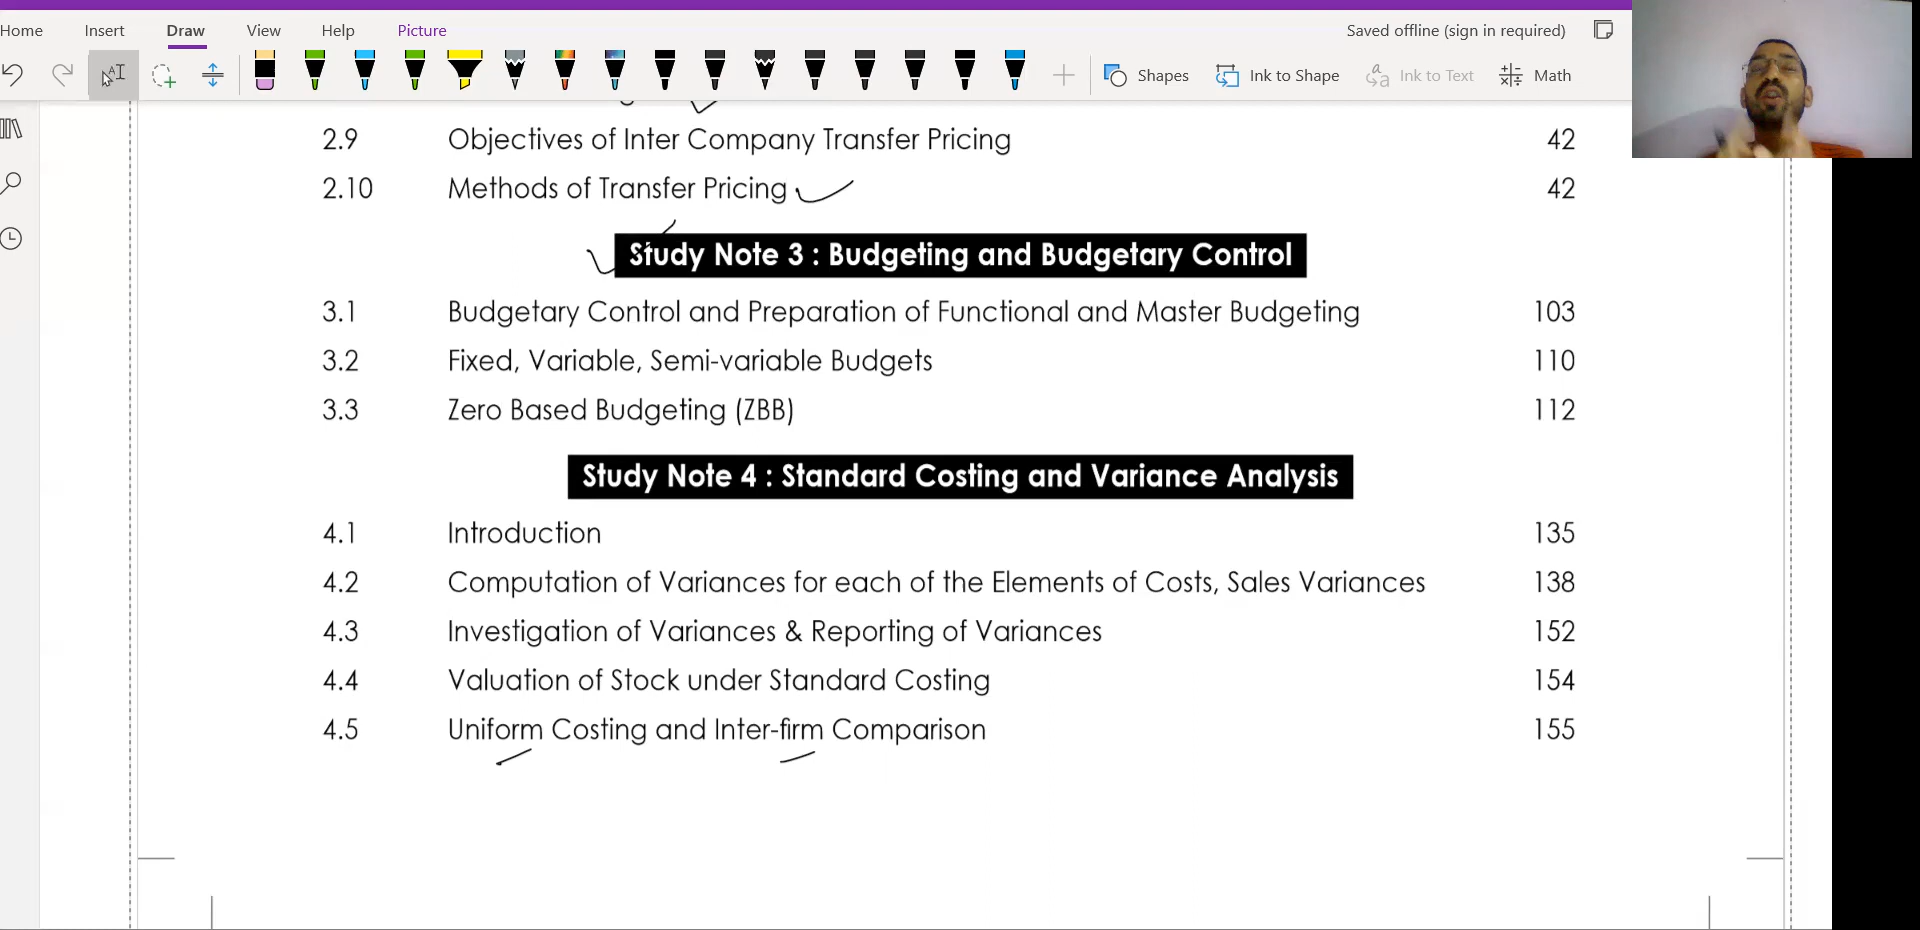 Home Insert Draw View Help Picture Saved offline (sign in required)
Shapes Ink to Shape Ink to Text Math
2.9 Objectives of Inter Company Transfer Pricing 42
2.10 Methods of Transfer Pricing 42
Study Note 3 : Budgeting and Budgetary Control
3.1 Budgetary Control and Preparation of Functional and Master Budgeting 103
3.2 Fixed, Variable, Semi-variable Budgets 110
3.3 Zero Based Budgeting (ZBB) 112
Study Note 4 : Standard Costing and Variance Analysis
4.1 Introduction 135
4.2 Computation of Variances for each of the Elements of Costs, Sales Variances 138
4.3 Investigation of Variances & Reporting of Variances 152
4.4 Valuation of Stock under Standard Costing 154
4.5 Uniform Costing and Inter-firm Comparison 155